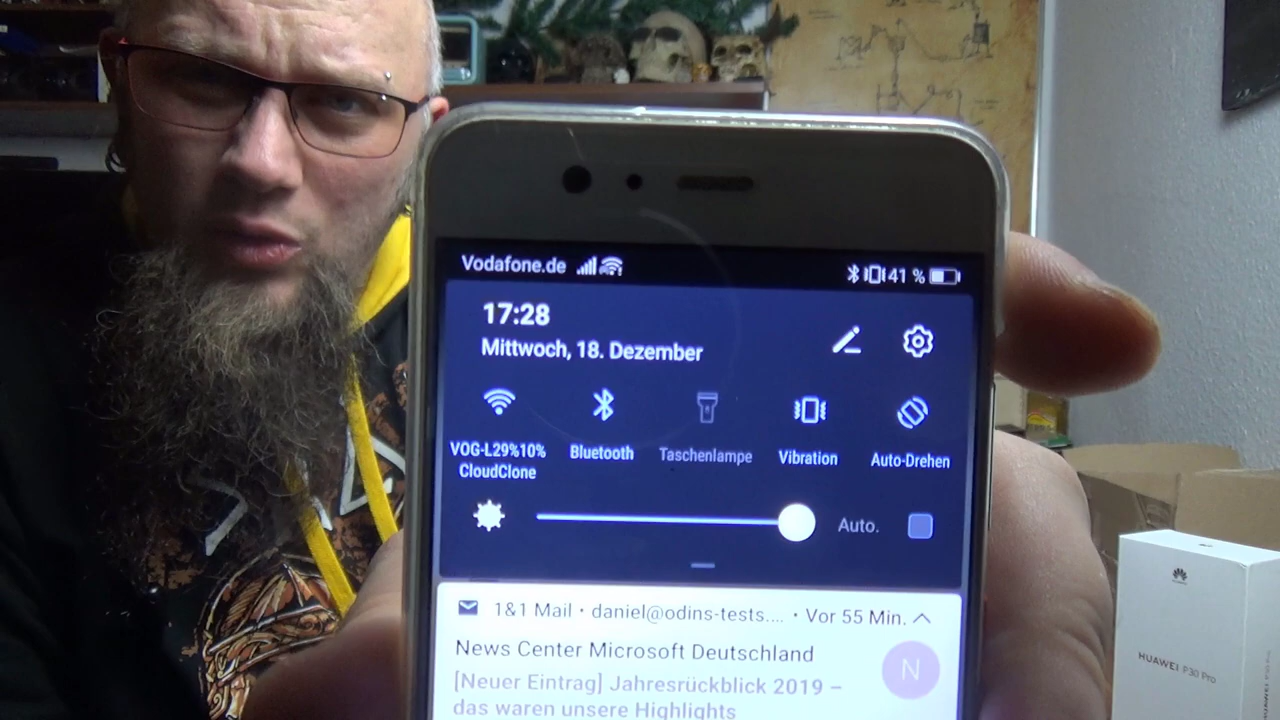 Vodafone.de 41 %
17:28
Mittwoch, 18. Dezember
VOG-L29%10%
CloudClone
Bluetooth
Taschenlampe
Vibration
Auto-Drehen
Auto.
1&1 Mail • daniel@odins-tests.... • Vor 55 Min.
News Center Microsoft Deutschland
N
[Neuer Eintrag] Jahresrückblick 2019 –
das waren unsere Highlights
HUAWEI P30 Pro